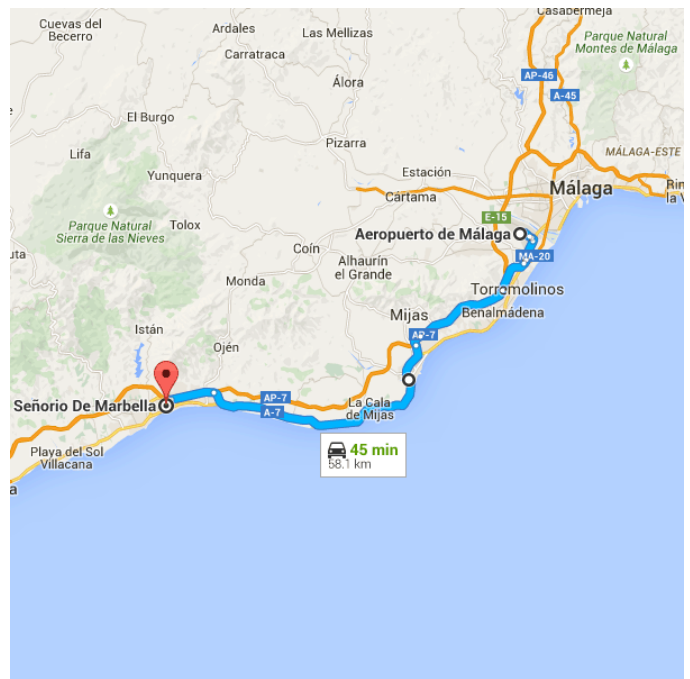 Cuevas del
Becerro
Ardales
Carratraca
Las Mellizas
Casabermeja
Parque Natural
Montes de Málaga
AP-46
A-45
Álora
El Burgo
Pizarra
MÁLAGA-ESTE
Lifa
Yunquera
Estación
Cártama
Málaga
Rin
la V
Parque Natural
Sierra de las Nieves
Tolox
E-15
Aeropuerto de Málaga
Coín
MA-20
uta
Alhaurín
el Grande
Monda
Torremolinos
Mijas
Benalmádena
Istán
AP-7
Ojén
Señorio De Marbella
AP-7
A-7
La Cala
de Mijas
Playa del Sol
Villacana
45 min
58.1 km
a